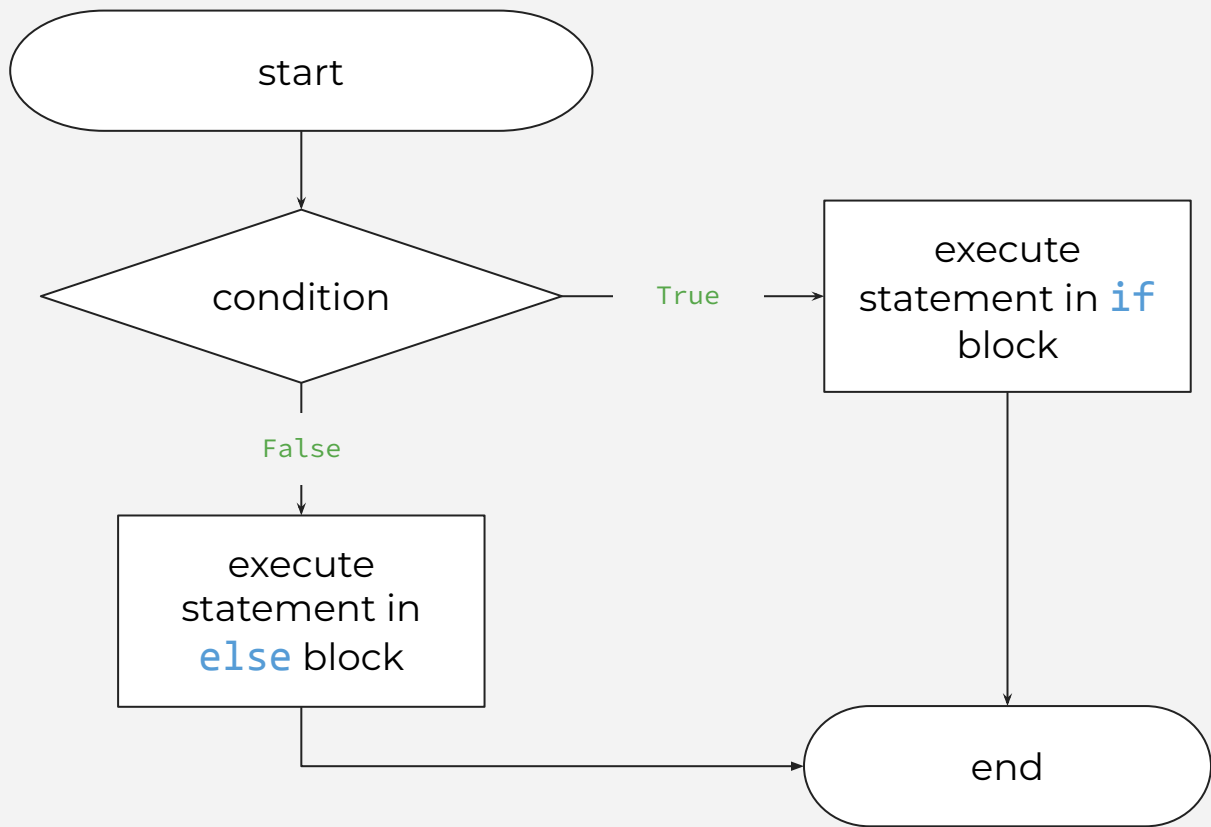 start
condition
True
execute
statement in if
block
False
execute
statement in
else block
end